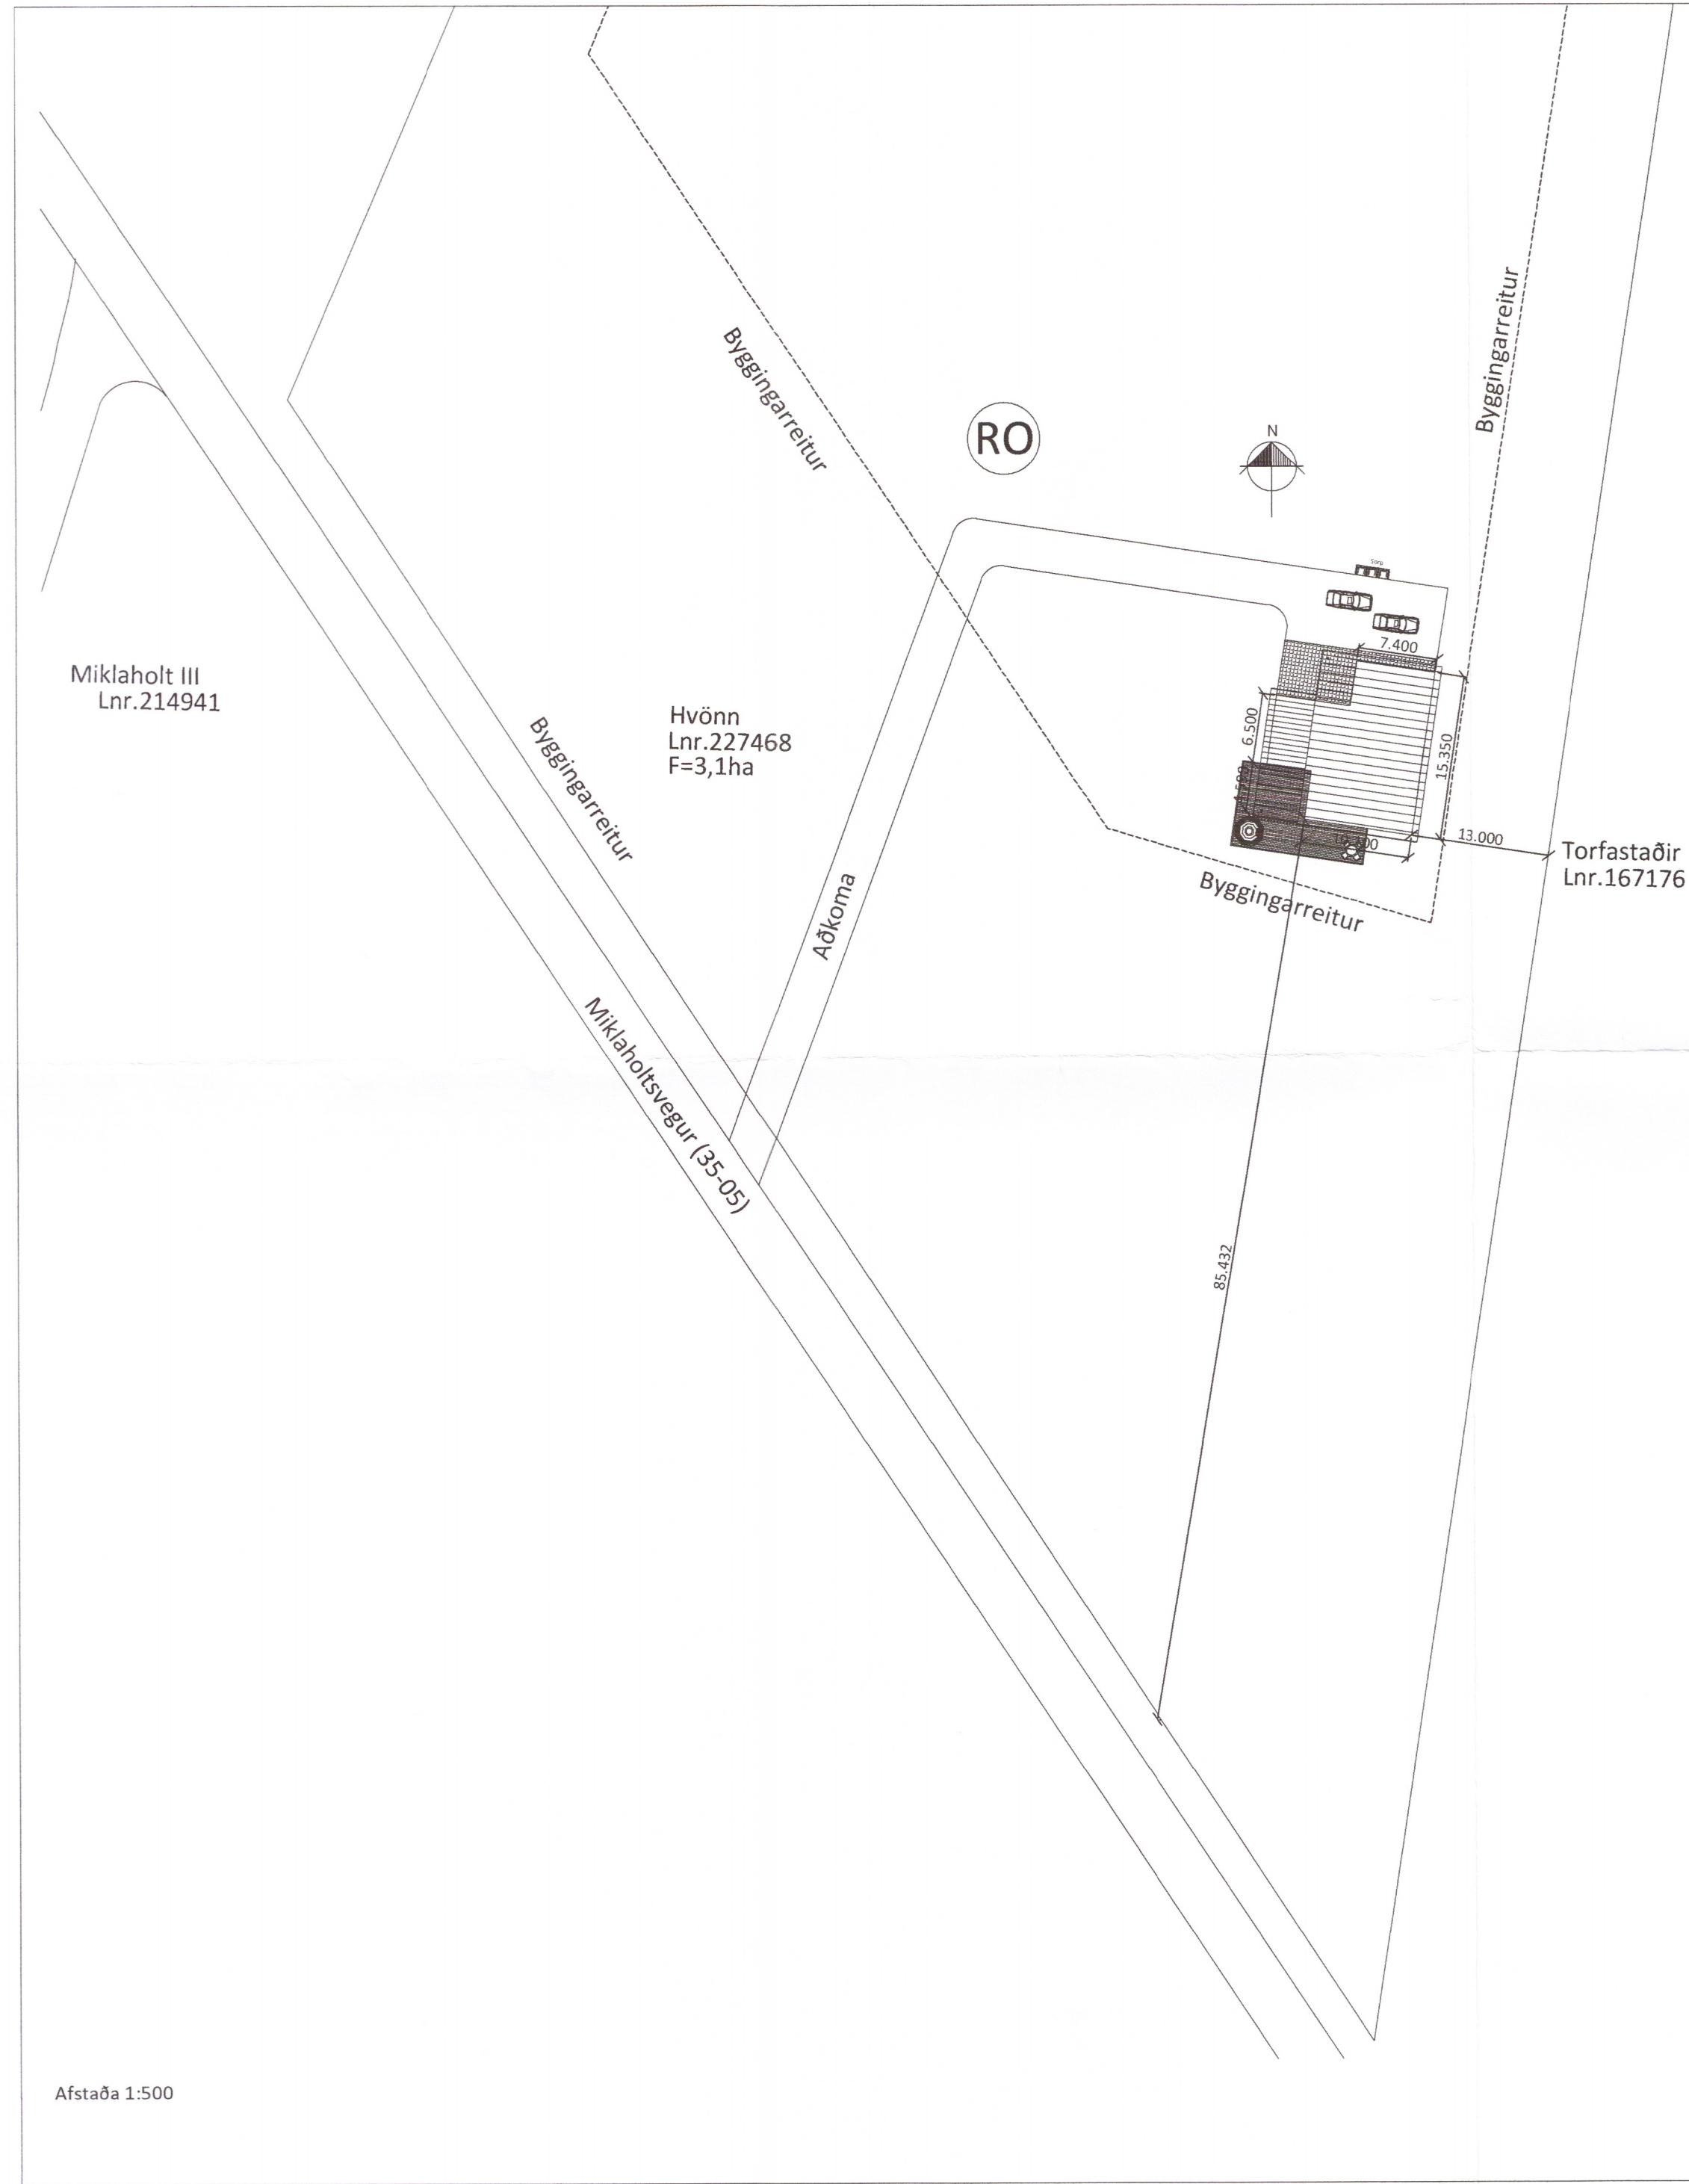 Byggingarreitur
Byggingarreitur
RO
N
Sorp
7.400
Miklaholt III
Lnr.214941
Hvönn
Lnr.227468
F=3,1ha
6.500
15.350
Byggingarreitur
13.000
Torfastaðir
Lnr.167176
Byggingarreitur
Aðkoma
Miklaholtsvegur (35-05)
85.432
Afstaða 1:500